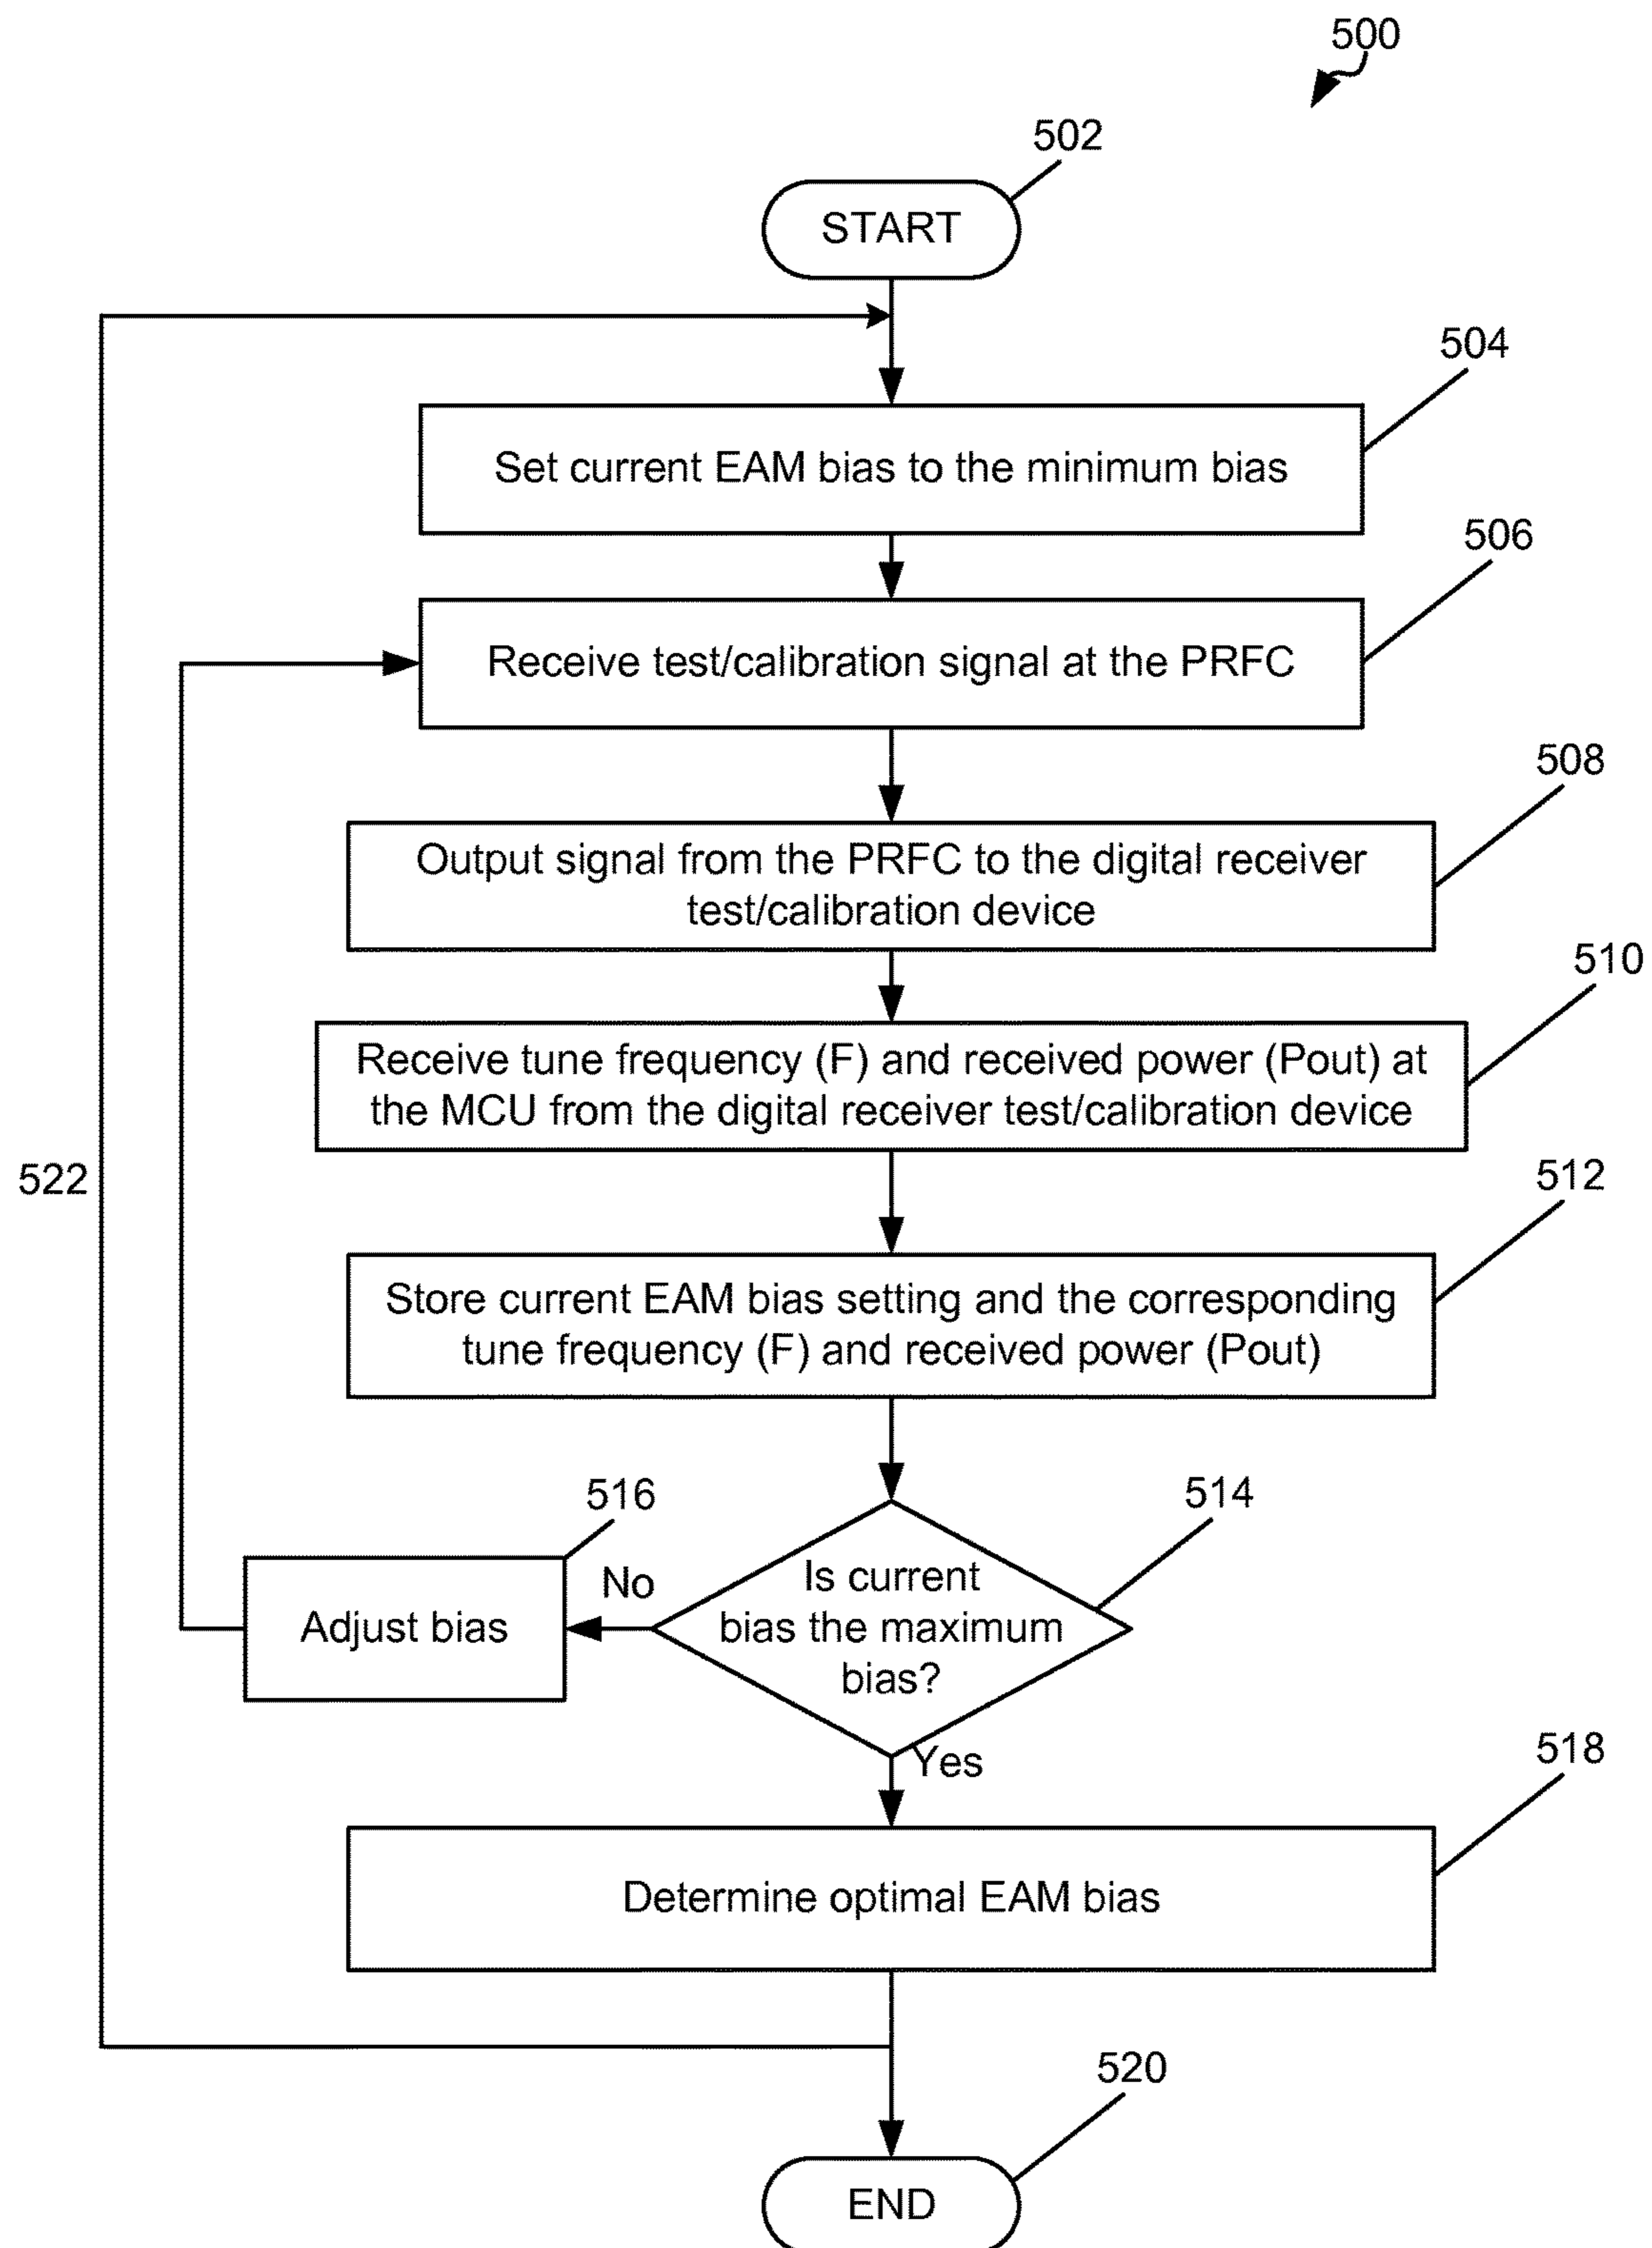 500
502
START
504
Set current EAM bias to the minimum bias
506
Receive test/calibration signal at the PRFC
508
Output signal from the PRFC to the digital receiver
test/calibration device
510
Receive tune frequency (F) and received power (Pout) at
the MCU from the digital receiver test/calibration device
522
512
Store current EAM bias setting and the corresponding
tune frequency (F) and received power (Pout)
516
514
No
Is current
bias the maximum
bias?
Adjust bias
Yes
518
Determine optimal EAM bias
520
END